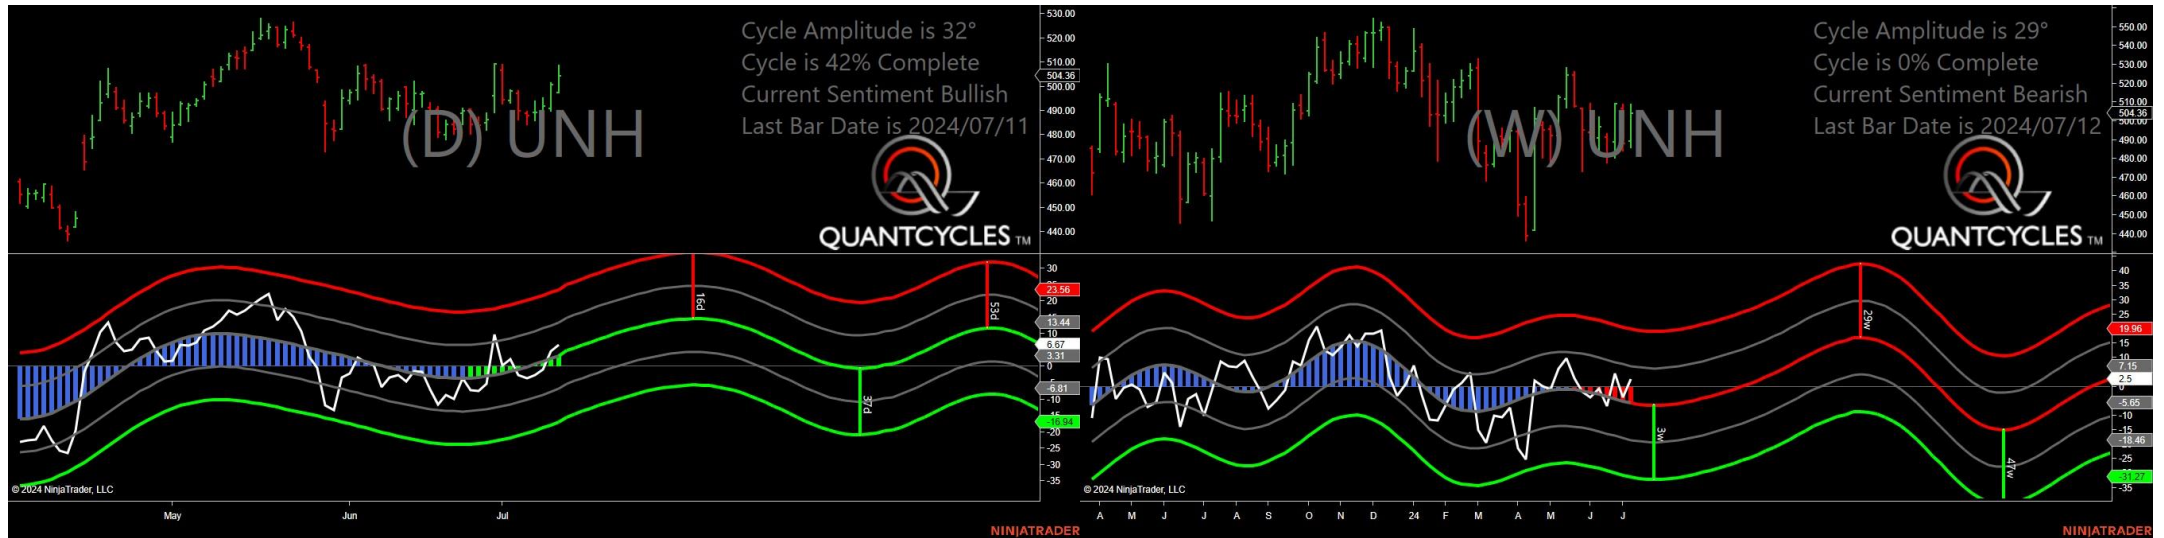 Cycle Amplitude is 32°
Cycle is 42% Complete
Current Sentiment Bullish
Last Bar Date is 2024/07/11
(D) UNH
QUANTCYCLES TM
530.00
520.00
510.00
504.36
500.00
490.00
480.00
470.00
460.00
450.00
440.00
30
23.56
20
13.44
10
6.67
3.31
0
-6.81
-10
-16.94
-20
-25
-30
-35
16d
37d
53d
© 2024 NinjaTrader, LLC
May Jun Jul
NINJATRADER
Cycle Amplitude is 29°
Cycle is 0% Complete
Current Sentiment Bearish
Last Bar Date is 2024/07/12
(W) UNH
QUANTCYCLES TM
550.00
540.00
530.00
520.00
510.00
504.36
490.00
480.00
470.00
460.00
450.00
440.00
40
35
30
25
19.96
15
7.15
2.5
-5.65
-10
-15
-18.46
-25
-31.27
-35
3w
29w
47w
© 2024 NinjaTrader, LLC
A M J J A S O N D 24 F M A M J J
NINJATRADER